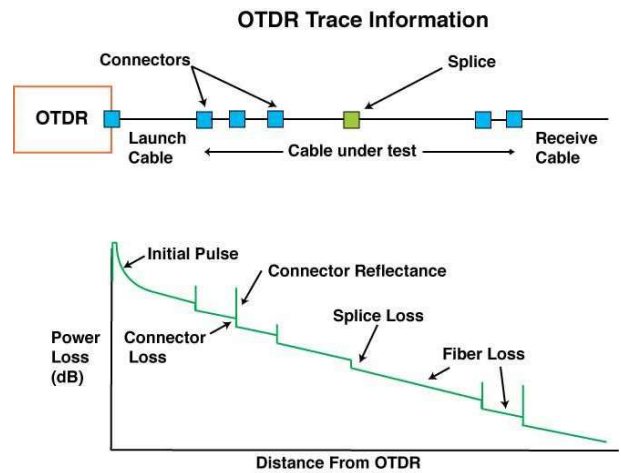 OTDR Trace Information
Connectors
Splice
OTDR
Launch
Cable
Cable under test
Receive
Cable
Initial Pulse
Connector Reflectance
Splice Loss
Power
Loss
(dB)
Connector
Loss
Fiber Loss
Distance From OTDR